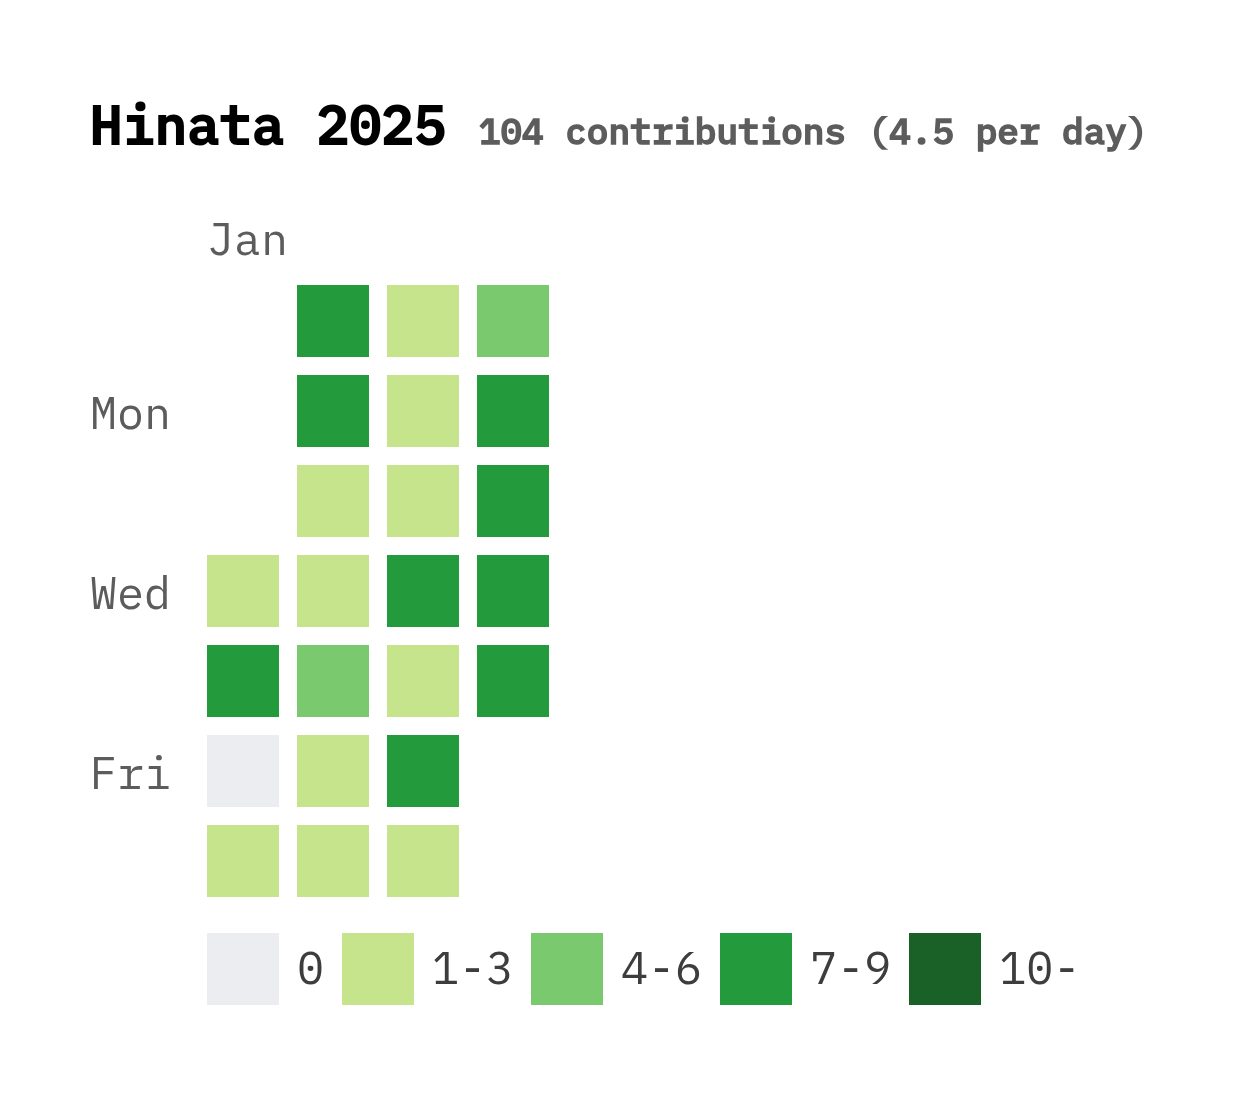 Hinata 2025 104 contributions (4.5 per day)
Jan
Mon
Wed
Fri
0 1-3 4-6 7-9 10-